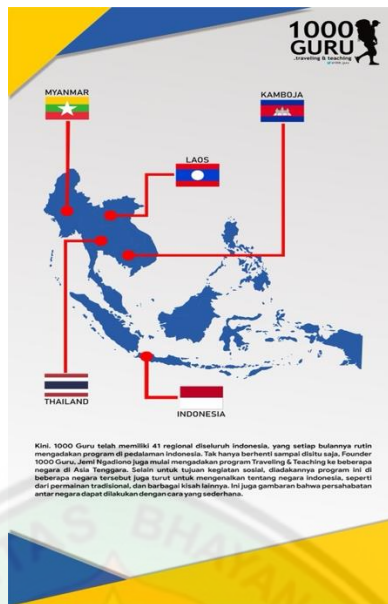 1000
GURU
.traveling & teaching
MYANMAR
KAMBOJA
LAOS
THAILAND
INDONESIA
Kini. 1000 Guru telah memiliki 41 regional diseluruh indonesia, yang setiap bulannya rutin
mengadakan program di pedalaman indonesia. Tak hanya berhenti sampai disitu saja, Founder
1000 Guru, Jemi Ngadiono juga mulai mengadakan program Traveling & Teaching ke beberapa
negara di Asia Tenggara. Selain untuk tujuan kegiatan sosial, diadakannya program ini di
beberapa negara tersebut juga turut untuk mengenalkan tentang negara indonesia, seperti
dari permainan tradisional, dan barbagai kisah lainnya. Ini juga gambaran bahwa persahabatan
antar negara dapat dilakukan dengan cara yang sederhana.
BHAYAN